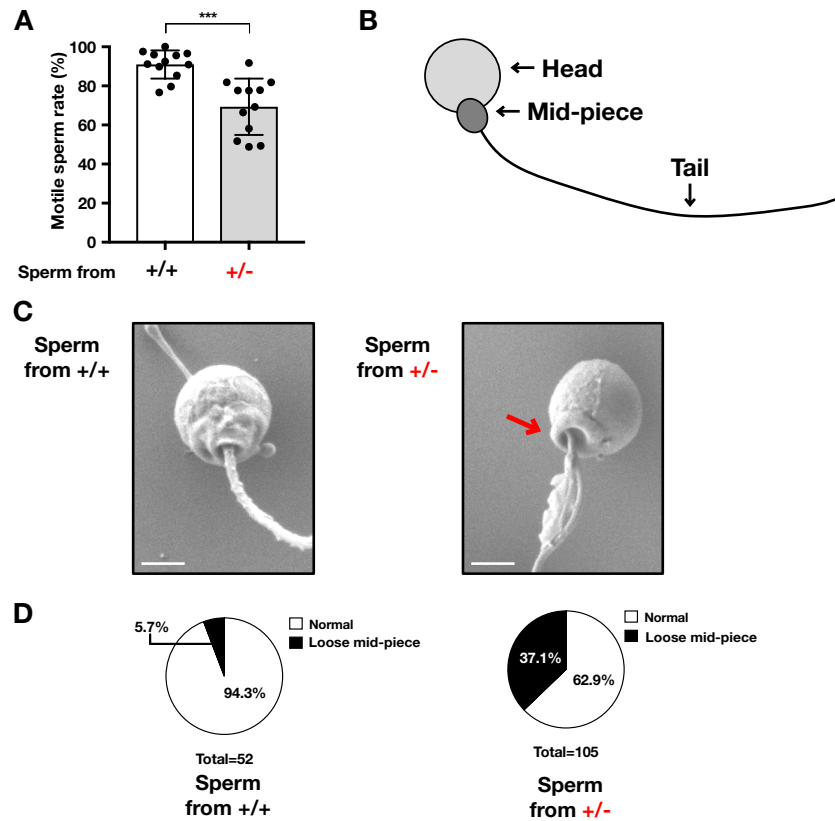 A
***
Motile sperm rate (%)
100
80
60
40
20
0
Sperm from +/+ +/-
B
← Head
← Mid-piece
Tail
↓
C
Sperm
from +/+
Sperm
from +/-
D
5.7%
94.3%
Normal
Loose mid-piece
Total=52
Sperm
from +/+
37.1%
62.9%
Normal
Loose mid-piece
Total=105
Sperm
from +/-